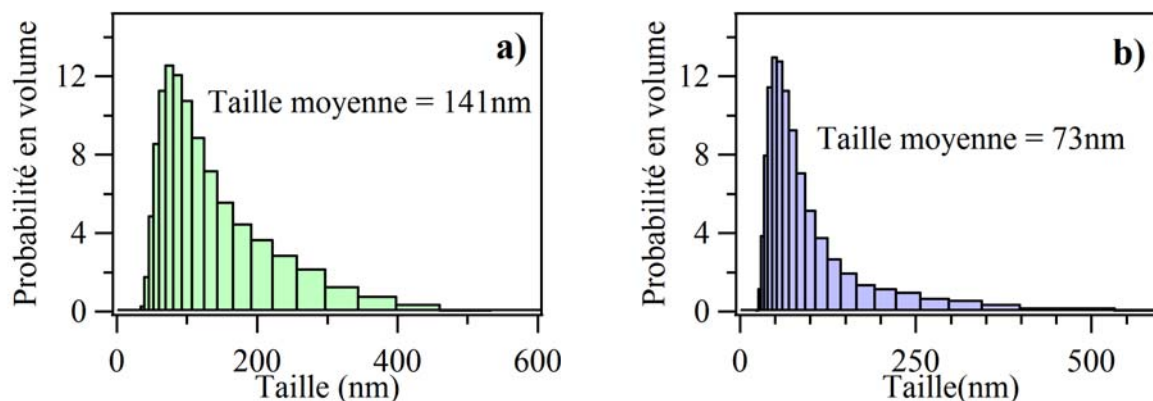 a)
Taille moyenne = 141nm
Probabilité en volume
12
8
4
0
0 200 400 600
Taille (nm)
b)
Taille moyenne = 73nm
Probabilité en volume
12
8
4
0
0 250 500
Taille(nm)